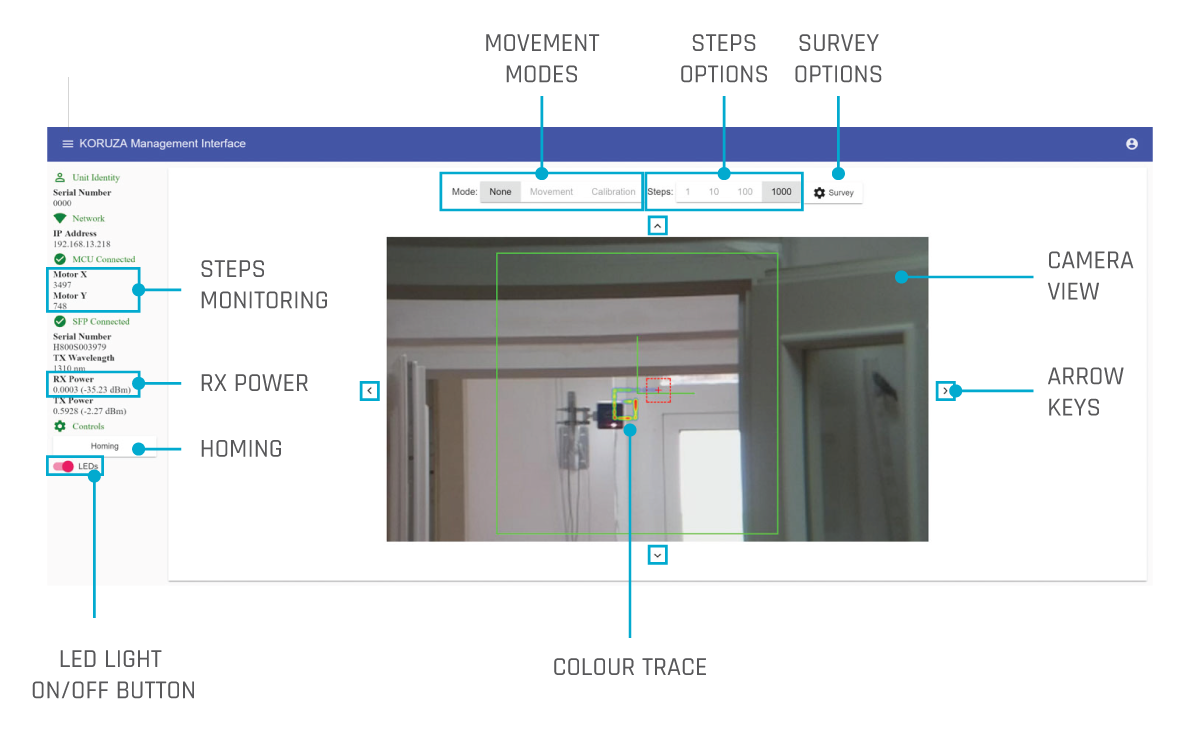 MOVEMENT
MODES
STEPS
OPTIONS
SURVEY
OPTIONS
KORUZA Management Interface
Unit Identity
Serial Number
0000
Network
IP Address
192.168.13.218
MCU Connected
Motor X
3497
Motor Y
748
SFP Connected
Serial Number
H800S003979
TX Wavelength
1310 nm
RX Power
0.0003 (-35.23 dBm)
TX Power
0.5928 (-2.27 dBm)
Controls
Homing
LEDs
Mode: None Movement Calibration Steps: 1 10 100 1000 Survey
STEPS
MONITORING
RX POWER
HOMING
CAMERA
VIEW
ARROW
KEYS
LED LIGHT
ON/OFF BUTTON
COLOUR TRACE